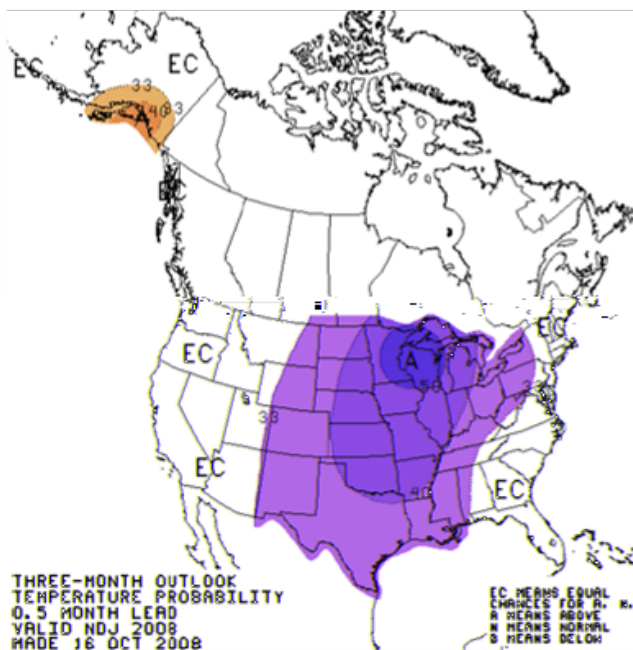 EC
EC
33
40
33
A
EC
EC
EC
A
50
33
33
EC
40
EC
THREE-MONTH OUTLOOK
TEMPERATURE PROBABILITY
0.5 MONTH LEAD
VALID NDJ 2008
MADE 16 OCT 2008
EC MEANS EQUAL
CHANCES FOR A, N,
A MEANS ABOVE
N MEANS NORMAL
B MEANS BELOW